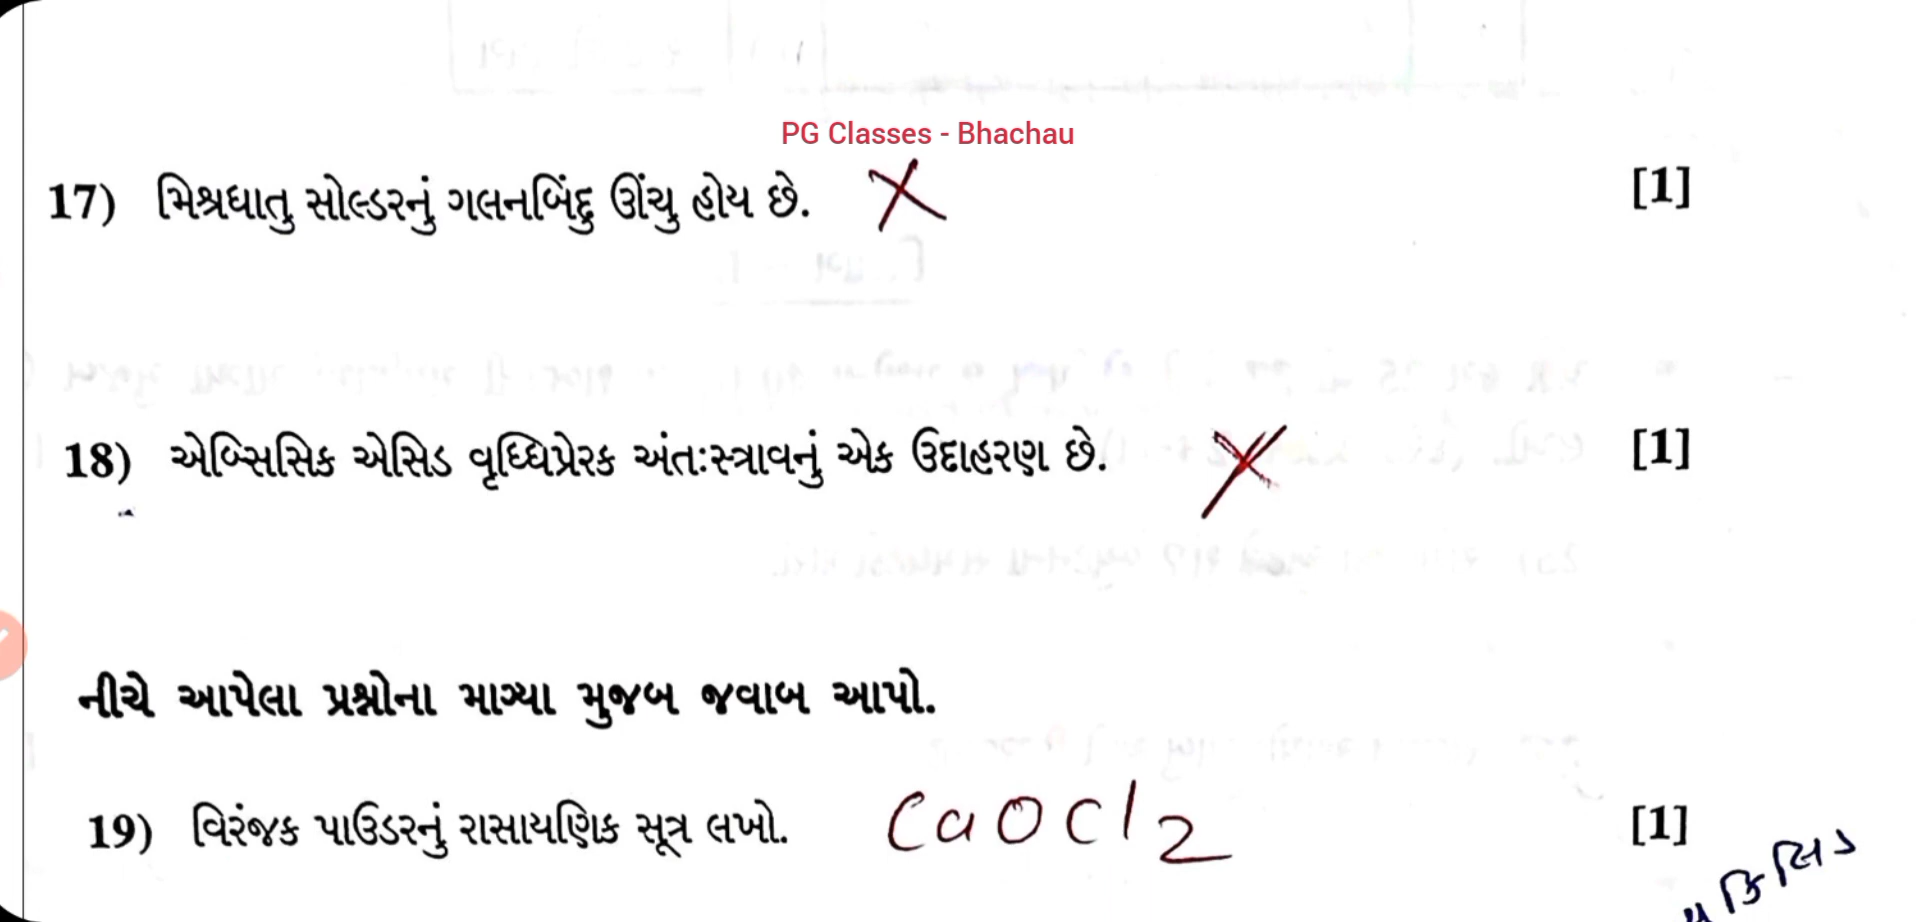 PG Classes - Bhachau
17) મિશ્રધાતુ સોલ્ડરનું ગલનબિંદુ ઊંચુ હોય છે. X [1]
18) એબ્સિસિક એસિડ વૃધ્ધિપ્રેરક અંતઃસ્ત્રાવનું એક ઉદાહરણ છે. X [1]
નીચે આપેલા પ્રશ્નોના માગ્યા મુજબ જવાબ આપો.
19) વિરંજક પાઉડરનું રાસાયણિક સૂત્ર લખો. CaOCl2 [1]